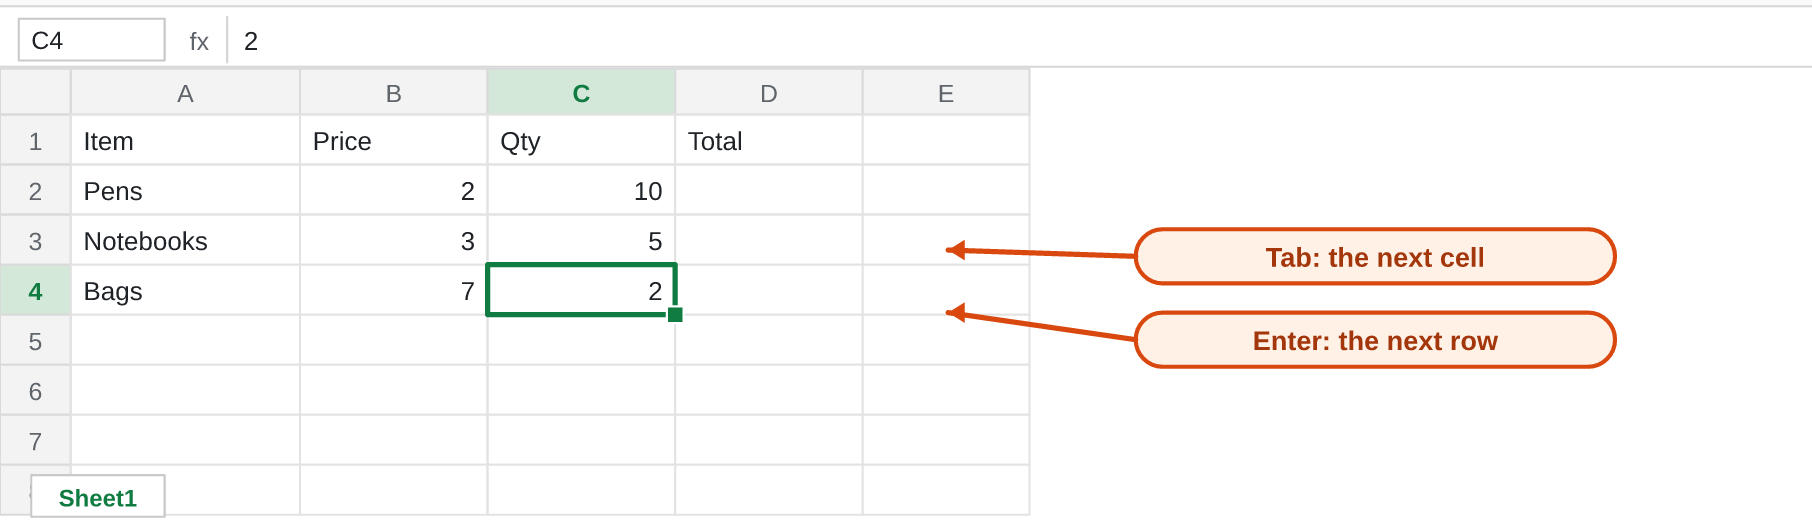 C4 fx 2
A B C D E
1 Item Price Qty Total
2 Pens 2 10
3 Notebooks 3 5
Tab: the next cell
4 Bags 7 2
Enter: the next row
5
6
7
Sheet1